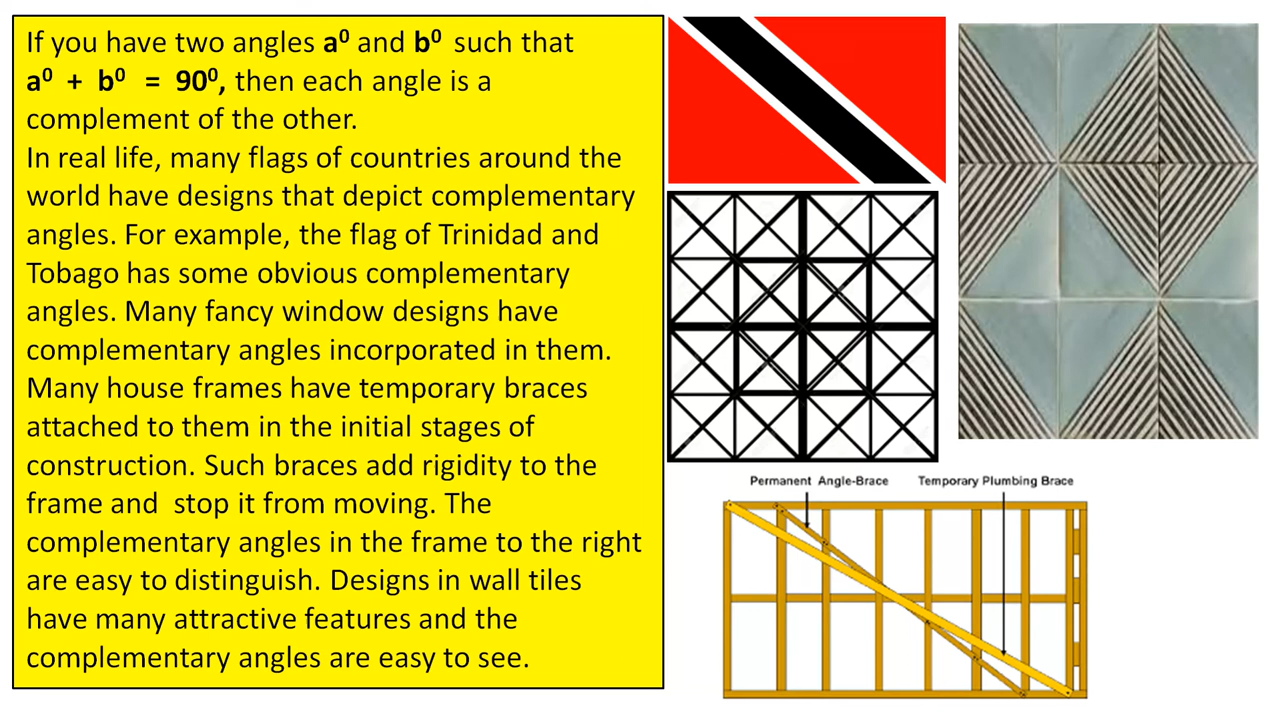 If you have two angles a⁰ and b⁰ such that
a⁰ + b⁰ = 90⁰, then each angle is a
complement of the other.
In real life, many flags of countries around the
world have designs that depict complementary
angles. For example, the flag of Trinidad and
Tobago has some obvious complementary
angles. Many fancy window designs have
complementary angles incorporated in them.
Many house frames have temporary braces
attached to them in the initial stages of
construction. Such braces add rigidity to the
frame and stop it from moving. The
complementary angles in the frame to the right
are easy to distinguish. Designs in wall tiles
have many attractive features and the
complementary angles are easy to see.
Permanent Angle-Brace
Temporary Plumbing Brace